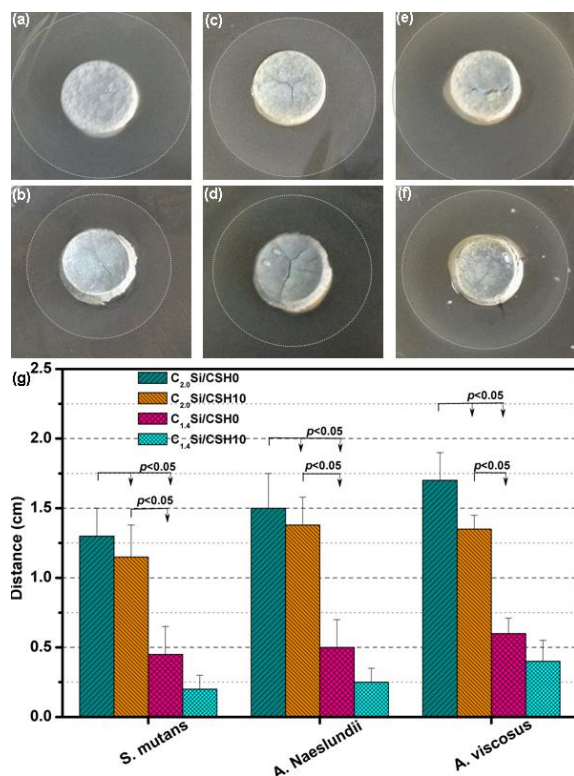 (a)
(c)
(e)
(b)
(d)
(f)
(g)
2.5
2.0
1.5
1.0
0.5
0.0
Distance (cm)
C2.0Si/CSH0
C2.0Si/CSH10
C1.4Si/CSH0
C1.4Si/CSH10
p<0.05
p<0.05
p<0.05
p<0.05
p<0.05
p<0.05
S. mutans
A. Naeslundii
A. viscosus